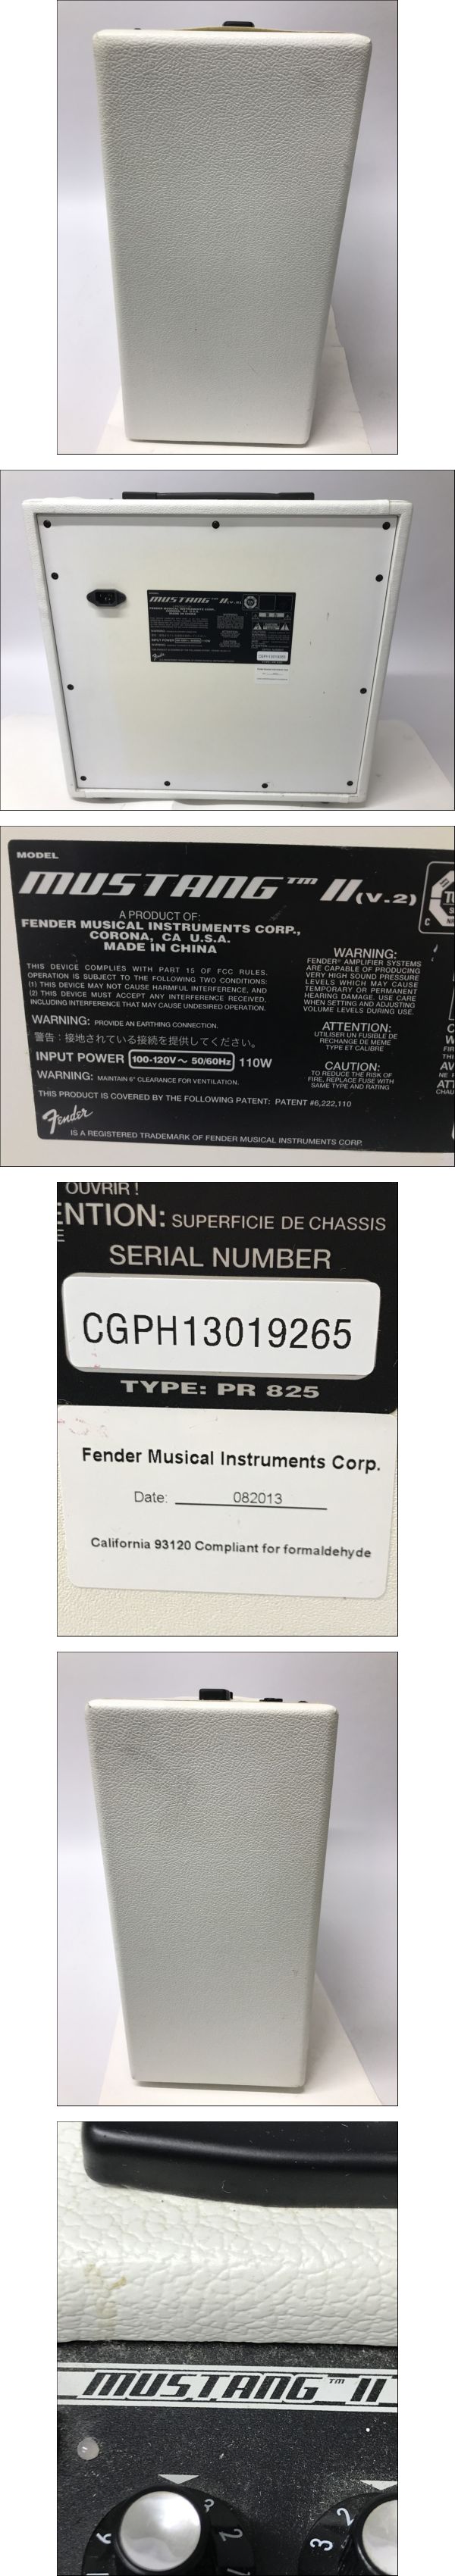 MUSTANG™ II(V.2)
CGPH13019265
Fender
MODEL
MUSTANG™ II(V.2)
A PRODUCT OF:
FENDER MUSICAL INSTRUMENTS CORP.,
CORONA, CA U.S.A.
MADE IN CHINA
THIS DEVICE COMPLIES WITH PART 15 OF FCC RULES.
OPERATION IS SUBJECT TO THE FOLLOWING TWO CONDITIONS:
(1) THIS DEVICE MAY NOT CAUSE HARMFUL INTERFERENCE, AND
(2) THIS DEVICE MUST ACCEPT ANY INTERFERENCE RECEIVED,
INCLUDING INTERFERENCE THAT MAY CAUSE UNDESIRED OPERATION.
WARNING: PROVIDE AN EARTHING CONNECTION.
警告：接地されている接続を提供してください。
INPUT POWER 100-120V～ 50/60Hz 110W
WARNING: MAINTAIN 6" CLEARANCE FOR VENTILATION.
THIS PRODUCT IS COVERED BY THE FOLLOWING PATENT: PATENT #6,222,110
Fender
IS A REGISTERED TRADEMARK OF FENDER MUSICAL INSTRUMENTS CORP.
WARNING:
FENDER® AMPLIFIER SYSTEMS
ARE CAPABLE OF PRODUCING
VERY HIGH SOUND PRESSURE
LEVELS WHICH MAY CAUSE
TEMPORARY OR PERMANENT
HEARING DAMAGE. USE CARE
WHEN SETTING AND ADJUSTING
VOLUME LEVELS DURING USE.
ATTENTION:
UTILISER UN FUSIBLE DE
RECHANGE DE MEME
TYPE ET CALIBRE
CAUTION:
TO REDUCE THE RISK OF
FIRE, REPLACE FUSE WITH
SAME TYPE AND RATING
C
OUVRIR !
ENTION: SUPERFICIE DE CHASSIS
SERIAL NUMBER
CGPH13019265
TYPE: PR 825
Fender Musical Instruments Corp.
Date: 082013
California 93120 Compliant for formaldehyde
MUSTANG™ II
2
3